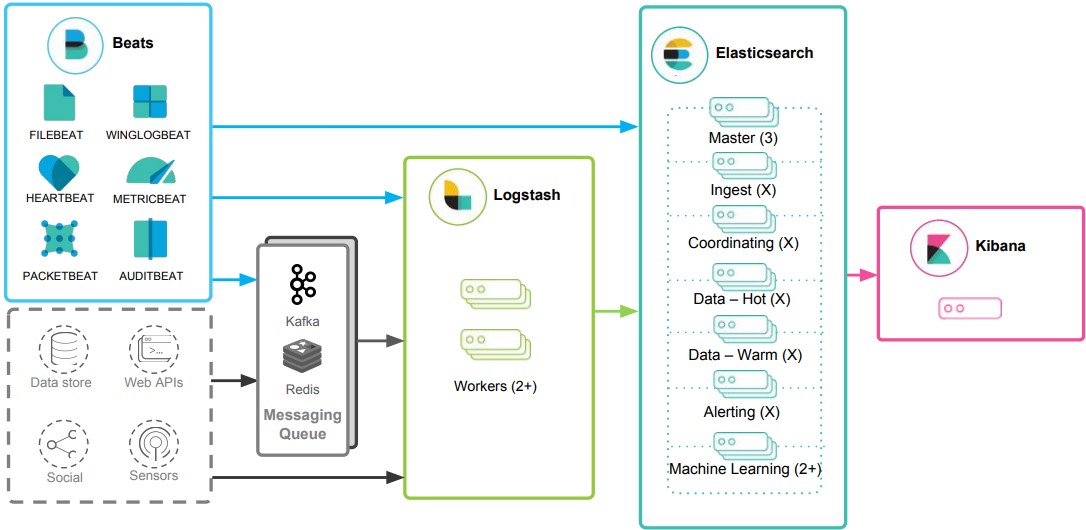 Beats
FILEBEAT
WINGLOGBEAT
HEARTBEAT
METRICBEAT
PACKETBEAT
AUDITBEAT
Data store
Web APIs
>...
Social
Sensors
Kafka
Redis
Messaging
Queue
Logstash
Workers (2+)
Elasticsearch
Master (3)
Ingest (X)
Coordinating (X)
Data – Hot (X)
Data – Warm (X)
Alerting (X)
Machine Learning (2+)
Kibana